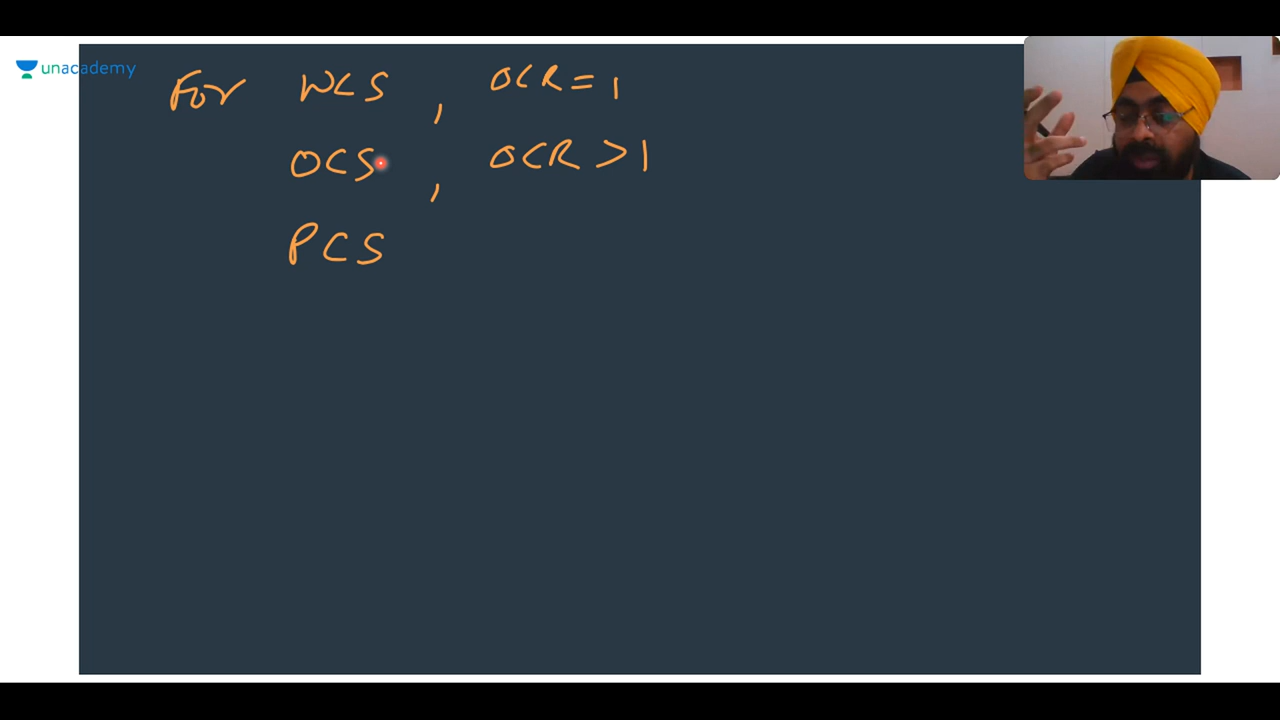 unacademy
For WCS , OCR = 1
OCS , OCR > 1
PCS